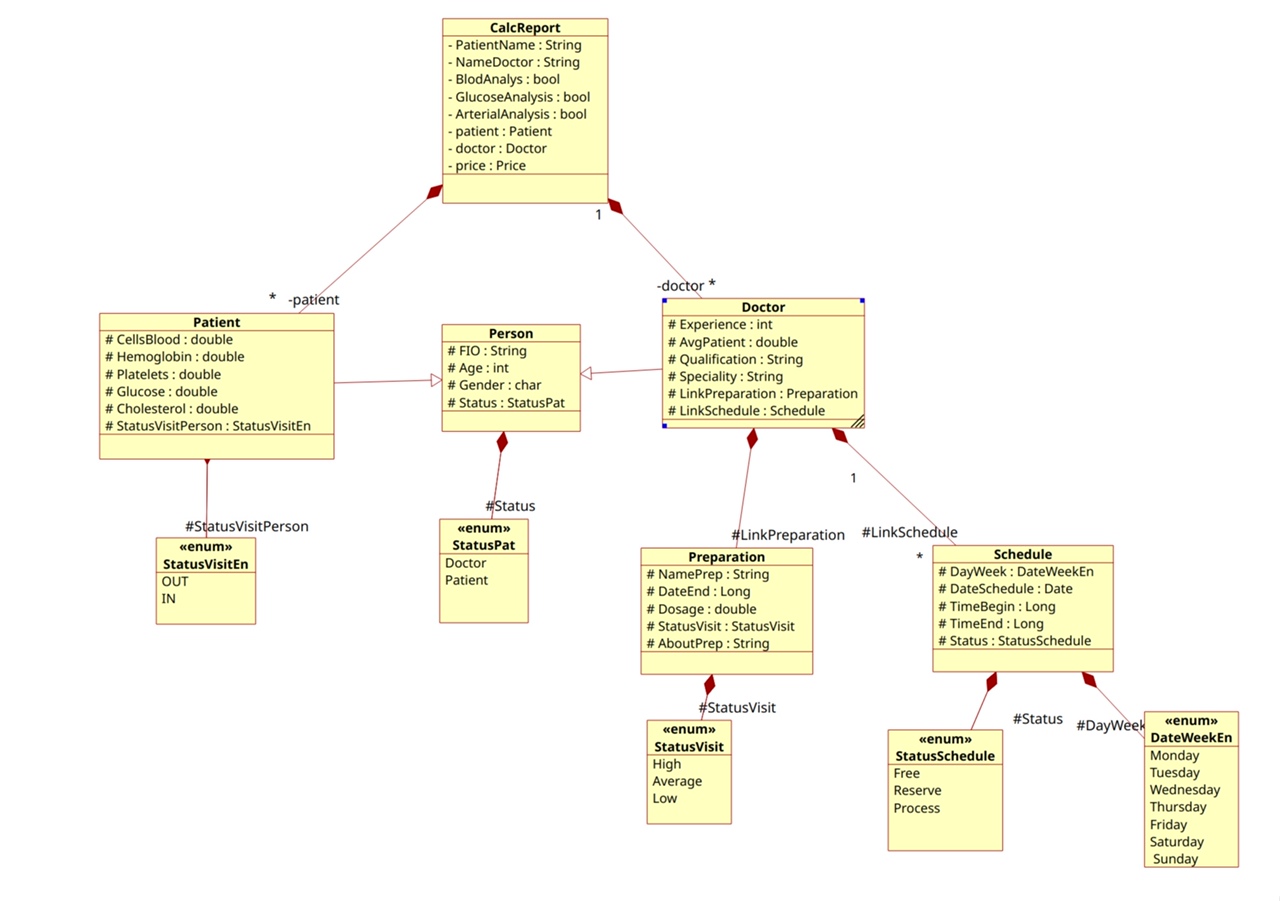 CalcReport
- PatientName : String
- NameDoctor : String
- BlodAnalys : bool
- GlucoseAnalysis : bool
- ArterialAnalysis : bool
- patient : Patient
- doctor : Doctor
- price : Price
1
* -patient
-doctor *
Patient
# CellsBlood : double
# Hemoglobin : double
# Platelets : double
# Glucose : double
# Cholesterol : double
# StatusVisitPerson : StatusVisitEn
Person
# FIO : String
# Age : int
# Gender : char
# Status : StatusPat
Doctor
# Experience : int
# AvgPatient : double
# Qualification : String
# Speciality : String
# LinkPreparation : Preparation
# LinkSchedule : Schedule
#StatusVisitPerson
«enum»
StatusVisitEn
OUT
IN
#Status
«enum»
StatusPat
Doctor
Patient
#LinkPreparation
Preparation
# NamePrep : String
# DateEnd : Long
# Dosage : double
# StatusVisit : StatusVisit
# AboutPrep : String
1
#LinkSchedule
*
Schedule
# DayWeek : DateWeekEn
# DateSchedule : Date
# TimeBegin : Long
# TimeEnd : Long
# Status : StatusSchedule
#StatusVisit
«enum»
StatusVisit
High
Average
Low
#Status
«enum»
StatusSchedule
Free
Reserve
Process
#DayWeek
«enum»
DateWeekEn
Monday
Tuesday
Wednesday
Thursday
Friday
Saturday
Sunday